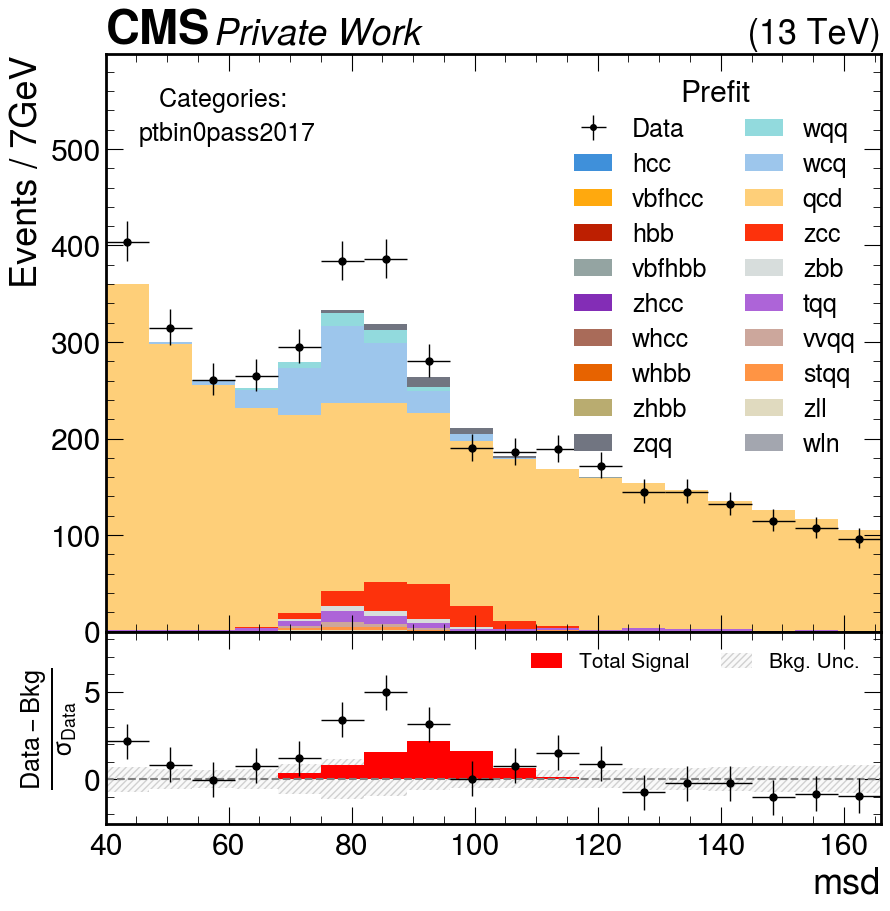 CMS Private Work (13 TeV)
Events / 7GeV
Categories:
ptbin0pass2017
Prefit
Data
hcc
vbfhcc
hbb
vbfhbb
zhcc
whcc
whbb
zhbb
zqq
wqq
wcq
qcd
zcc
zbb
tqq
vvqq
stqq
zll
wln
500
400
300
200
100
0
Total Signal
Bkg. Unc.
Data – Bkg
σData
5
0
40 60 80 100 120 140 160
msd